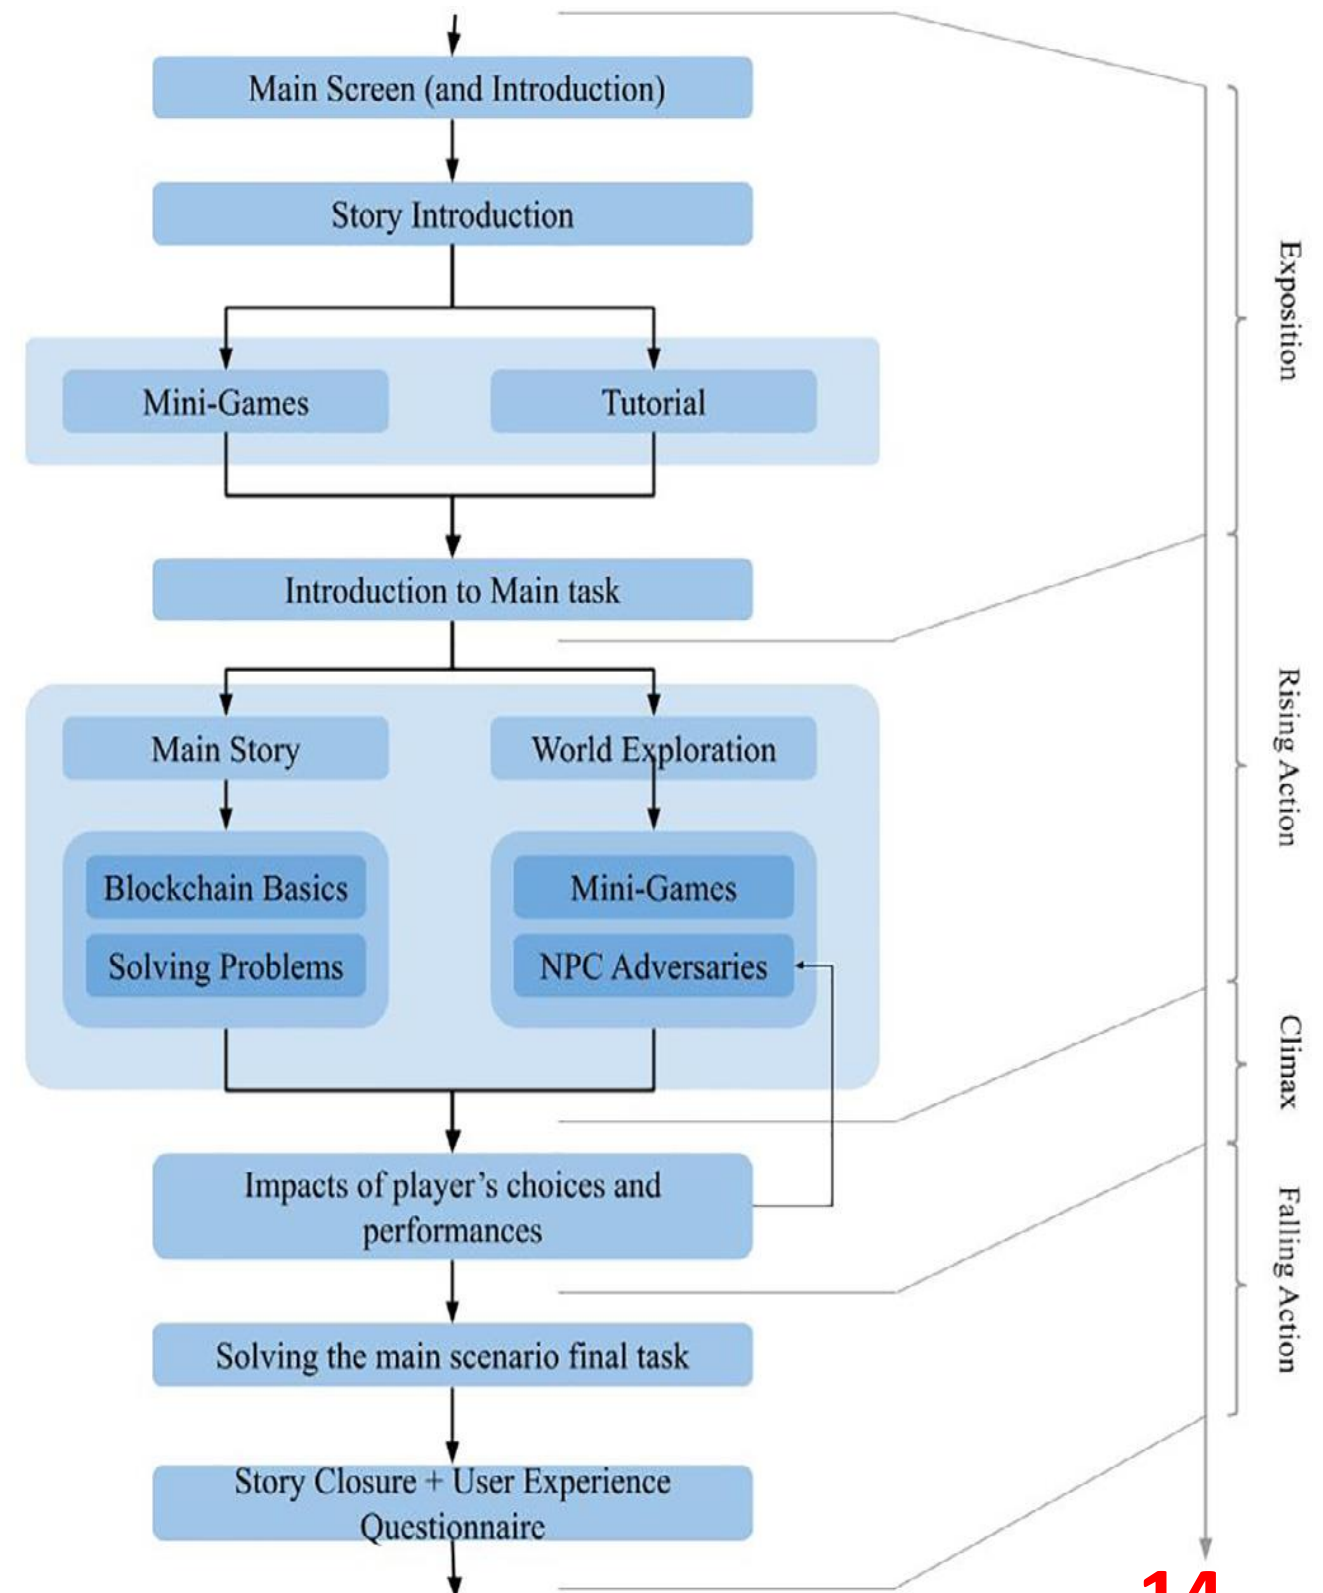 Main Screen (and Introduction)
Story Introduction
Mini-Games
Tutorial
Introduction to Main task
Main Story
World Exploration
Blockchain Basics
Solving Problems
Mini-Games
NPC Adversaries
Impacts of player’s choices and
performances
Solving the main scenario final task
Story Closure + User Experience
Questionnaire
Exposition
Rising Action
Climax
Falling Action
14